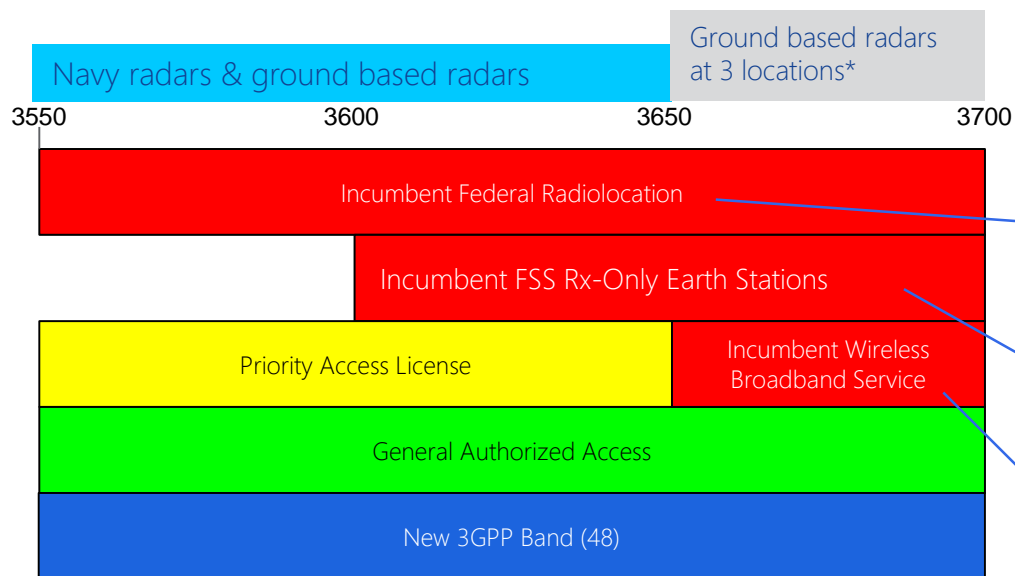 Ground based radars
at 3 locations*
Navy radars & ground based radars
3550 3600 3650 3700
Incumbent Federal Radiolocation
Incumbent FSS Rx-Only Earth Stations
Priority Access License
Incumbent Wireless
Broadband Service
General Authorized Access
New 3GPP Band (48)